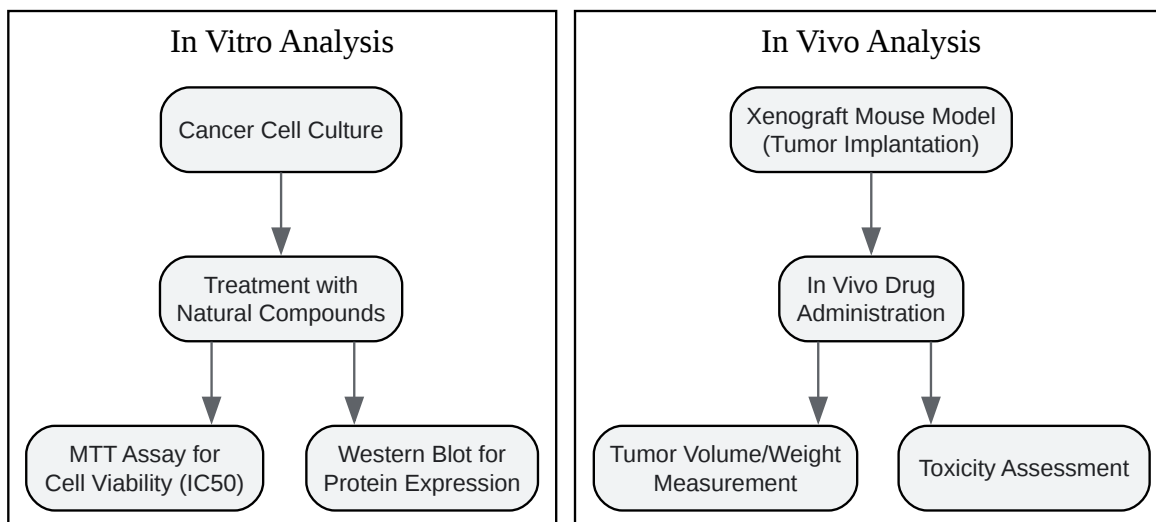 In Vitro Analysis
Cancer Cell Culture
Treatment with
Natural Compounds
MTT Assay for
Cell Viability (IC50)
Western Blot for
Protein Expression
In Vivo Analysis
Xenograft Mouse Model
(Tumor Implantation)
In Vivo Drug
Administration
Tumor Volume/Weight
Measurement
Toxicity Assessment